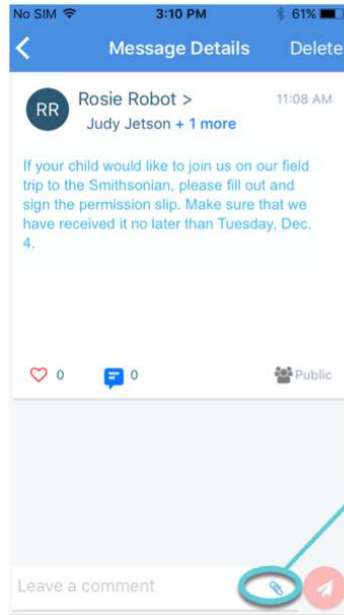 No SIM 3:10 PM 61%
Message Details Delete
RR Rosie Robot > 11:08 AM
Judy Jetson + 1 more
If your child would like to join us on our field
trip to the Smithsonian, please fill out and
sign the permission slip. Make sure that we
have received it no later than Tuesday, Dec.
4.
0 0 Public
Leave a comment